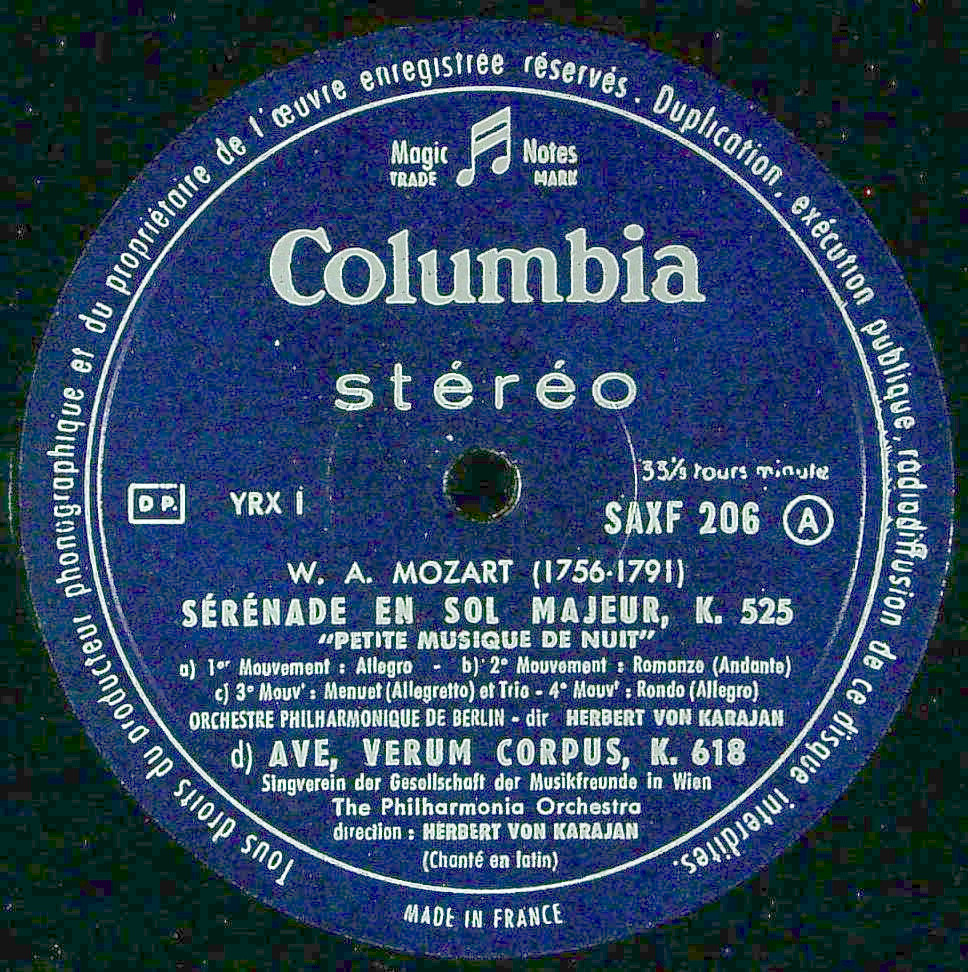 Tous droits du producteur phonographique et du propriétaire de l'œuvre enregistrée réservés. Duplication, exécution publique, radiodiffusion de ce disque interdites.
Magic Notes
TRADE MARK
Columbia
stéréo
33⅓ tours minute
D P. YRX 1 SAXF 206 A
W. A. MOZART (1756-1791)
SÉRÉNADE EN SOL MAJEUR, K. 525
"PETITE MUSIQUE DE NUIT"
a) 1er Mouvement : Allegro - b) 2e Mouvement : Romanze (Andante)
c) 3e Mouvt : Menuet (Allegretto) et Trio - 4e Mouvt : Rondo (Allegro)
ORCHESTRE PHILHARMONIQUE DE BERLIN - dir HERBERT VON KARAJAN
d) AVE, VERUM CORPUS, K. 618
Singverein der Gesellschaft der Musikfreunde in Wien
The Philharmonia Orchestra
direction : HERBERT VON KARAJAN
(Chanté en latin)
MADE IN FRANCE